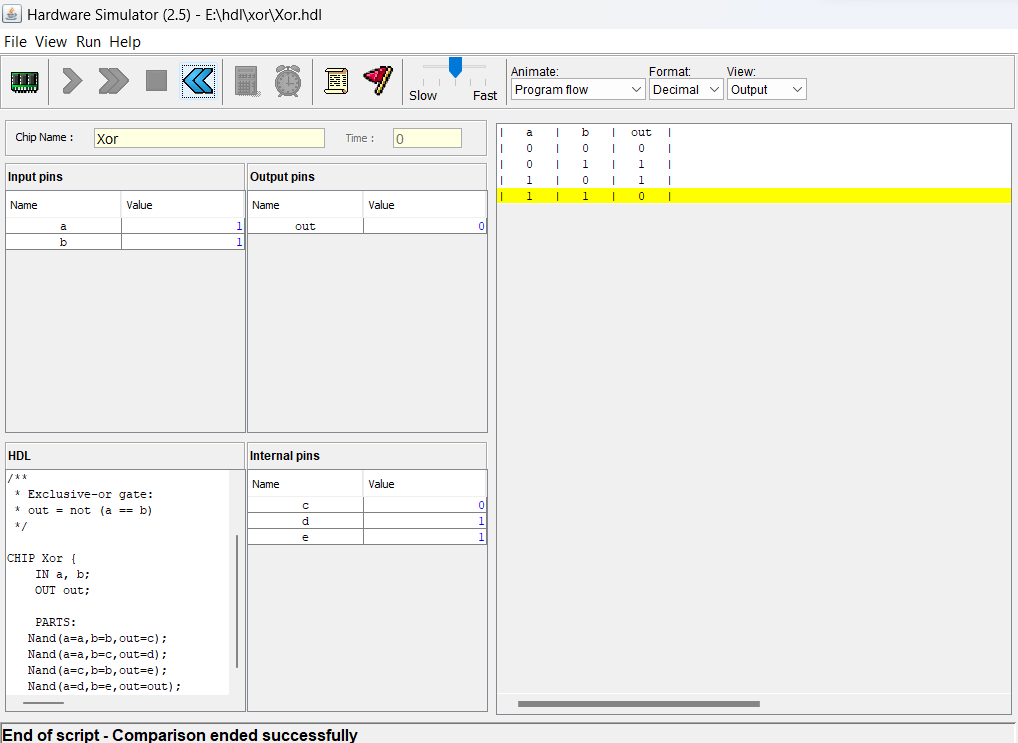 Hardware Simulator (2.5) - E:\hdl\xor\Xor.hdl
File View Run Help
Slow Fast
Animate: Format: View:
Program flow Decimal Output
Chip Name : Xor Time : 0
Input pins
Name Value
a 1
b 1
Output pins
Name Value
out 0
HDL
/**
* Exclusive-or gate:
* out = not (a == b)
*/
CHIP Xor {
IN a, b;
OUT out;
PARTS:
Nand(a=a,b=b,out=c);
Nand(a=a,b=c,out=d);
Nand(a=c,b=b,out=e);
Nand(a=d,b=e,out=out);
Internal pins
Name Value
c 0
d 1
e 1
| a | b | out |
| 0 | 0 | 0 |
| 0 | 1 | 1 |
| 1 | 0 | 1 |
| 1 | 1 | 0 |
End of script - Comparison ended successfully